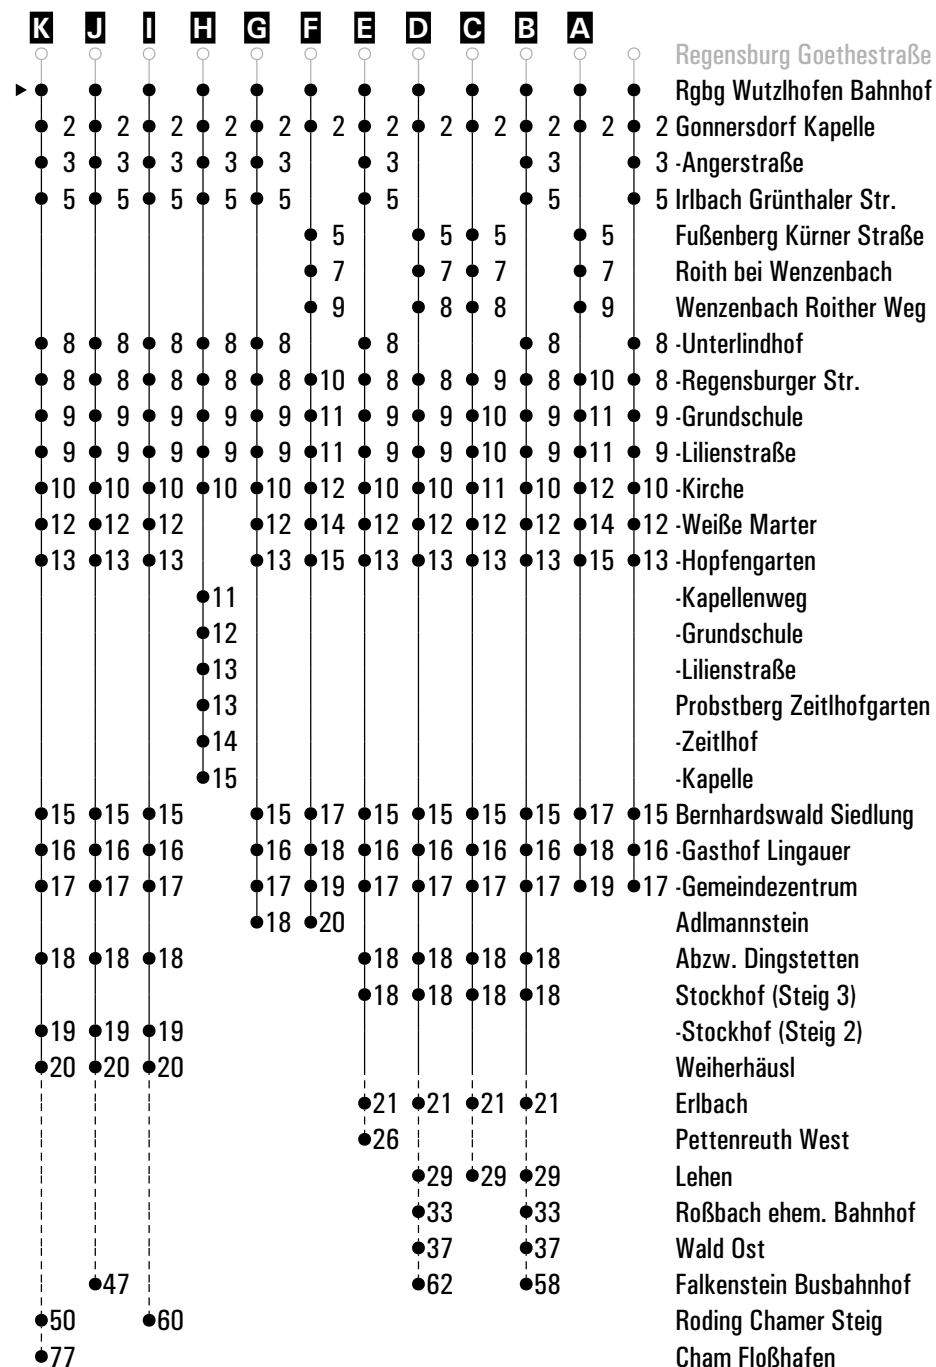 K J I H G F E D C B A
Regensburg Goethestraße
Rgbg Wutzlhofen Bahnhof
2 2 2 2 2 2 2 2 2 2 2 2 Gonnersdorf Kapelle
3 3 3 3 3 3 3 3 -Angerstraße
5 5 5 5 5 5 5 5 Irlbach Grünthaler Str.
5 5 5 5 Fußenberg Kürner Straße
7 7 7 7 Roith bei Wenzenbach
9 8 8 9 Wenzenbach Roither Weg
8 8 8 8 8 8 8 8 -Unterlindhof
8 8 8 8 8 10 8 8 9 8 10 8 -Regensburger Str.
9 9 9 9 9 11 9 9 10 9 11 9 -Grundschule
9 9 9 9 9 11 9 9 10 9 11 9 -Lilienstraße
10 10 10 10 10 12 10 10 11 10 12 10 -Kirche
12 12 12 12 14 12 12 12 12 14 12 -Weiße Marter
13 13 13 13 15 13 13 13 13 15 13 -Hopfengarten
11 -Kapellenweg
12 -Grundschule
13 -Lilienstraße
13 Probstberg Zeitlhofgarten
14 -Zeitlhof
15 -Kapelle
15 15 15 15 17 15 15 15 15 17 15 Bernhardswald Siedlung
16 16 16 16 18 16 16 16 16 18 16 -Gasthof Lingauer
17 17 17 17 19 17 17 17 17 19 17 -Gemeindezentrum
18 20 Adlmannstein
18 18 18 18 18 18 18 Abzw. Dingstetten
18 18 18 18 Stockhof (Steig 3)
19 19 19 -Stockhof (Steig 2)
20 20 20 Weiherhäusl
21 21 21 21 Erlbach
26 Pettenreuth West
29 29 29 Lehen
33 33 Roßbach ehem. Bahnhof
37 37 Wald Ost
47 62 58 Falkenstein Busbahnhof
50 60 Roding Chamer Steig
77 Cham Floßhafen